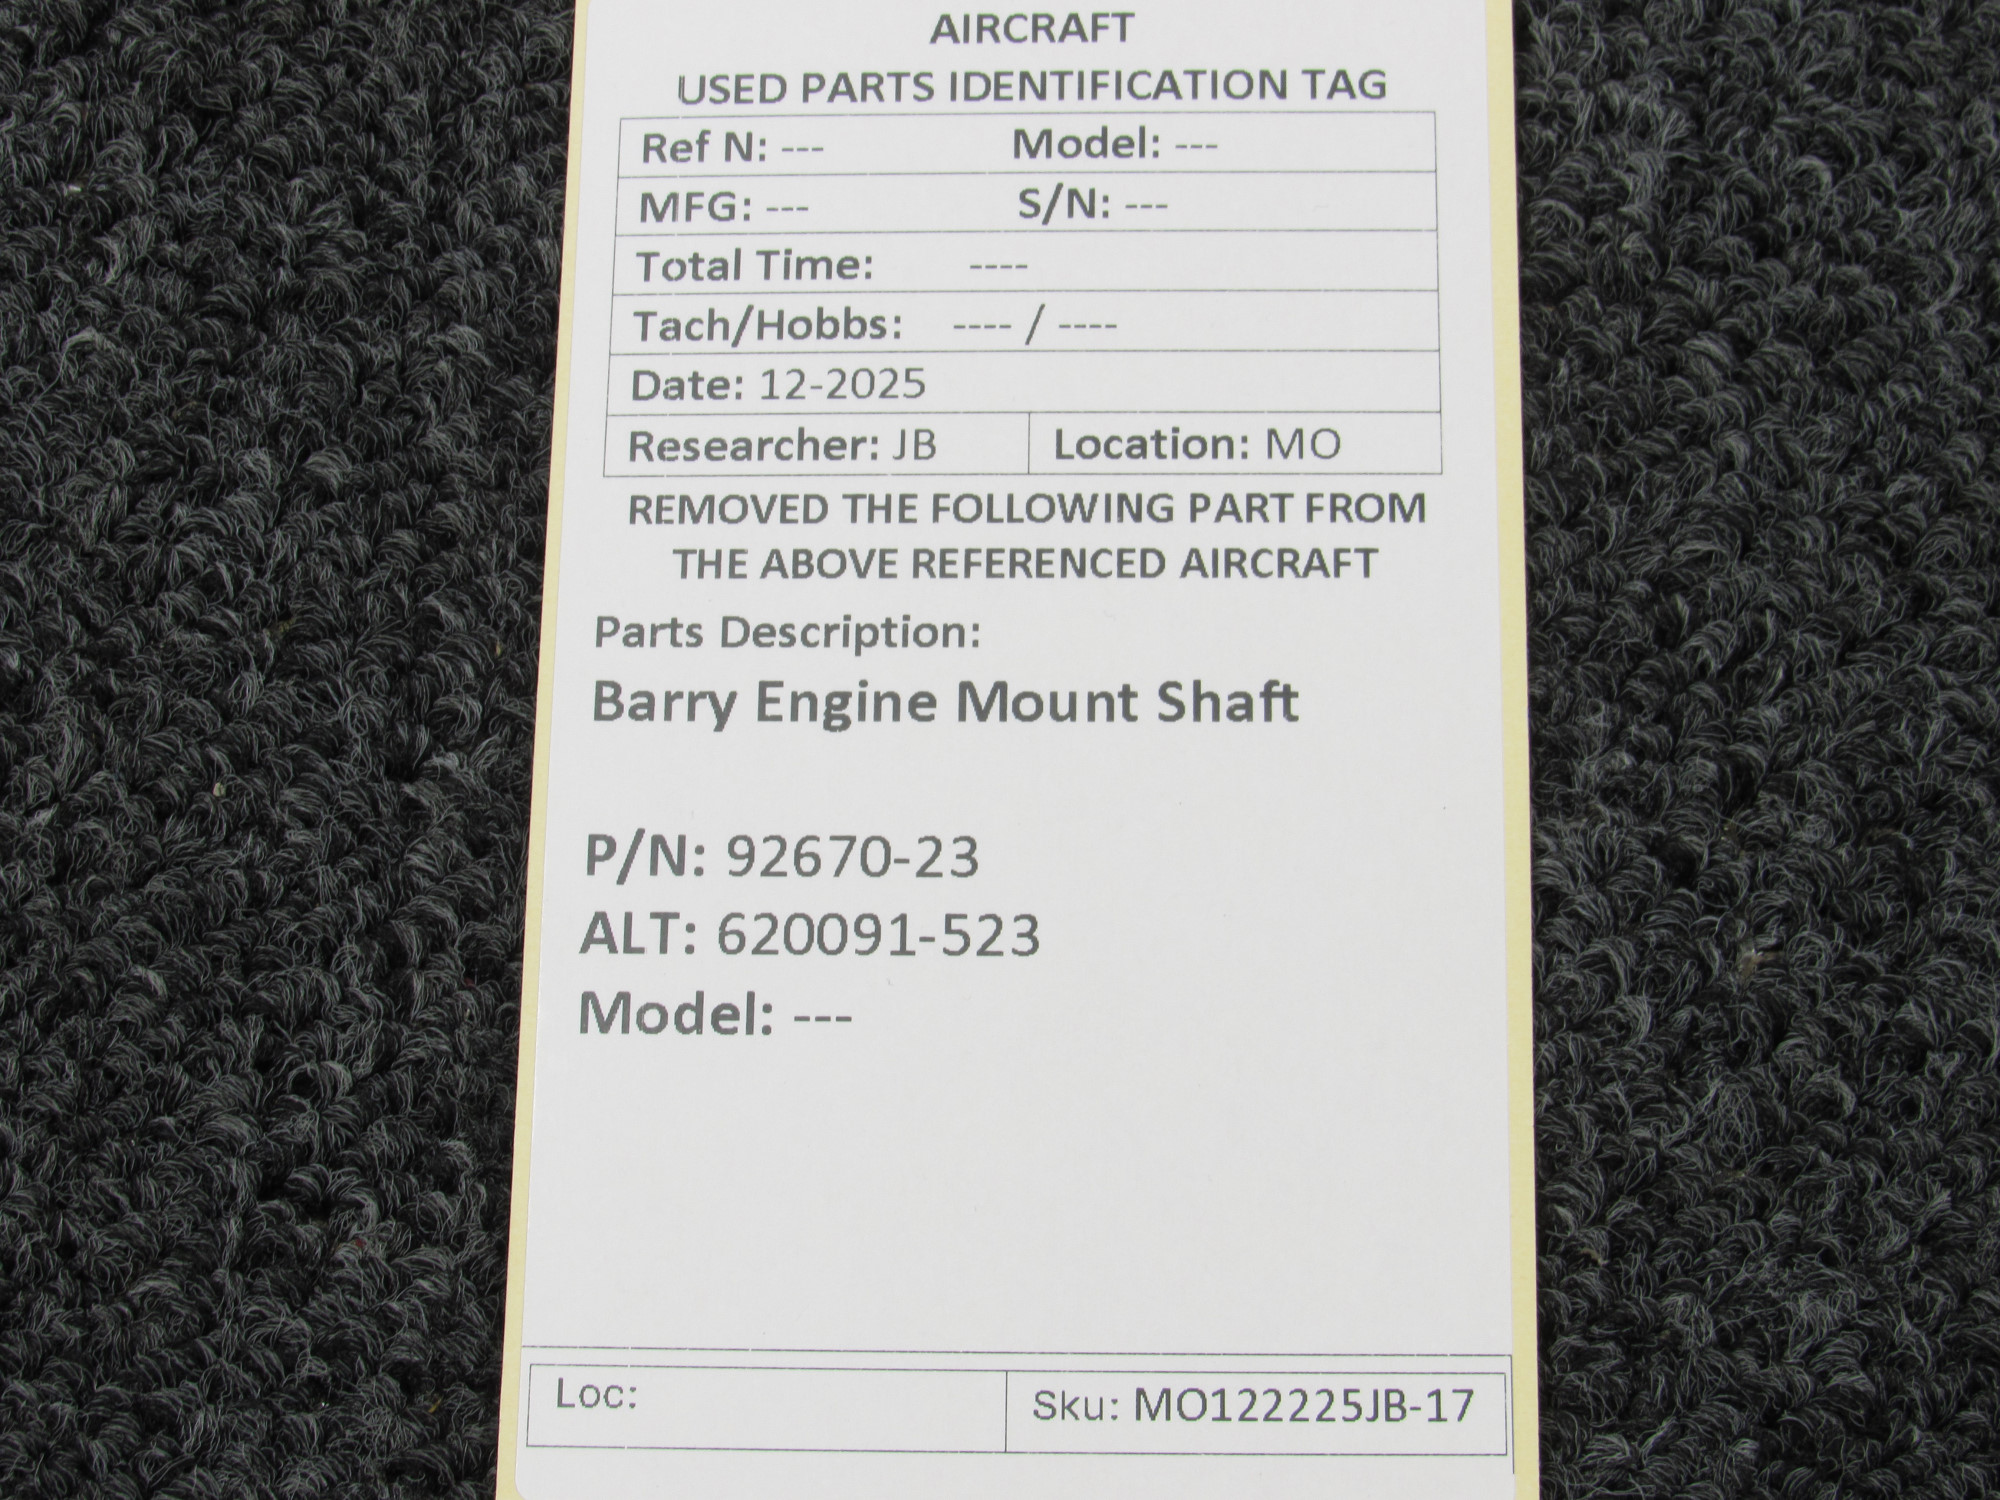 AIRCRAFT
USED PARTS IDENTIFICATION TAG
Ref N: --- Model: ---
MFG: --- S/N: ---
Total Time: ----
Tach/Hobbs: ---- / ----
Date: 12-2025
Researcher: JB Location: MO
REMOVED THE FOLLOWING PART FROM
THE ABOVE REFERENCED AIRCRAFT
Parts Description:
Barry Engine Mount Shaft
P/N: 92670-23
ALT: 620091-523
Model: ---
Loc: Sku: MO122225JB-17